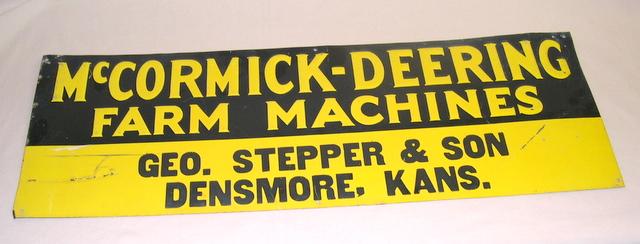 McCORMICK-DEERING
FARM MACHINES
GEO. STEPPER & SON
DENSMORE, KANS.